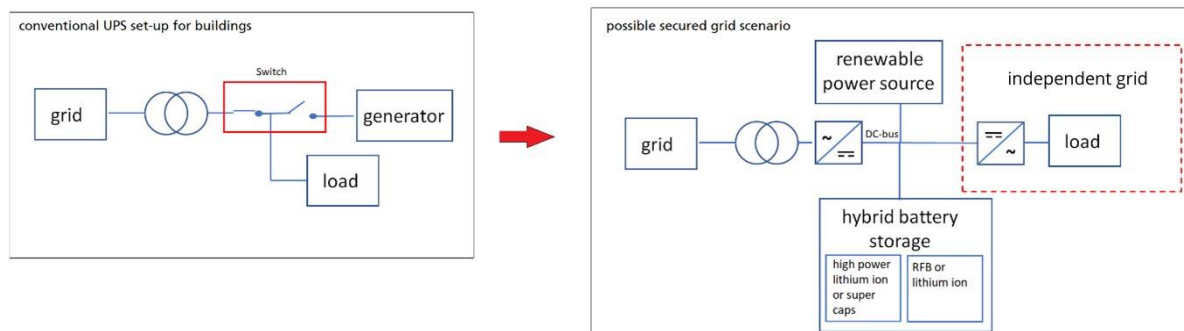 conventional UPS set-up for buildings
Switch
grid
generator
load
possible secured grid scenario
renewable
power source
independent grid
grid
~
DC-bus
~
load
hybrid battery
storage
high power
lithium ion
or super
caps
RFB or
lithium ion